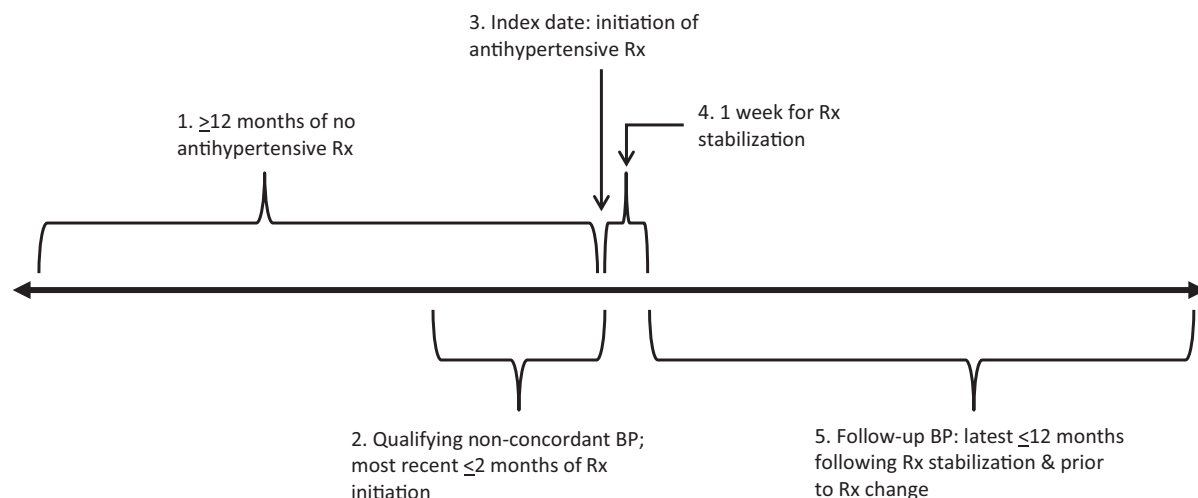 3. Index date: initiation of
antihypertensive Rx
1. ≥12 months of no
antihypertensive Rx
4. 1 week for Rx
stabilization
2. Qualifying non-concordant BP;
most recent ≤2 months of Rx
initiation
5. Follow-up BP: latest ≤12 months
following Rx stabilization & prior
to Rx change